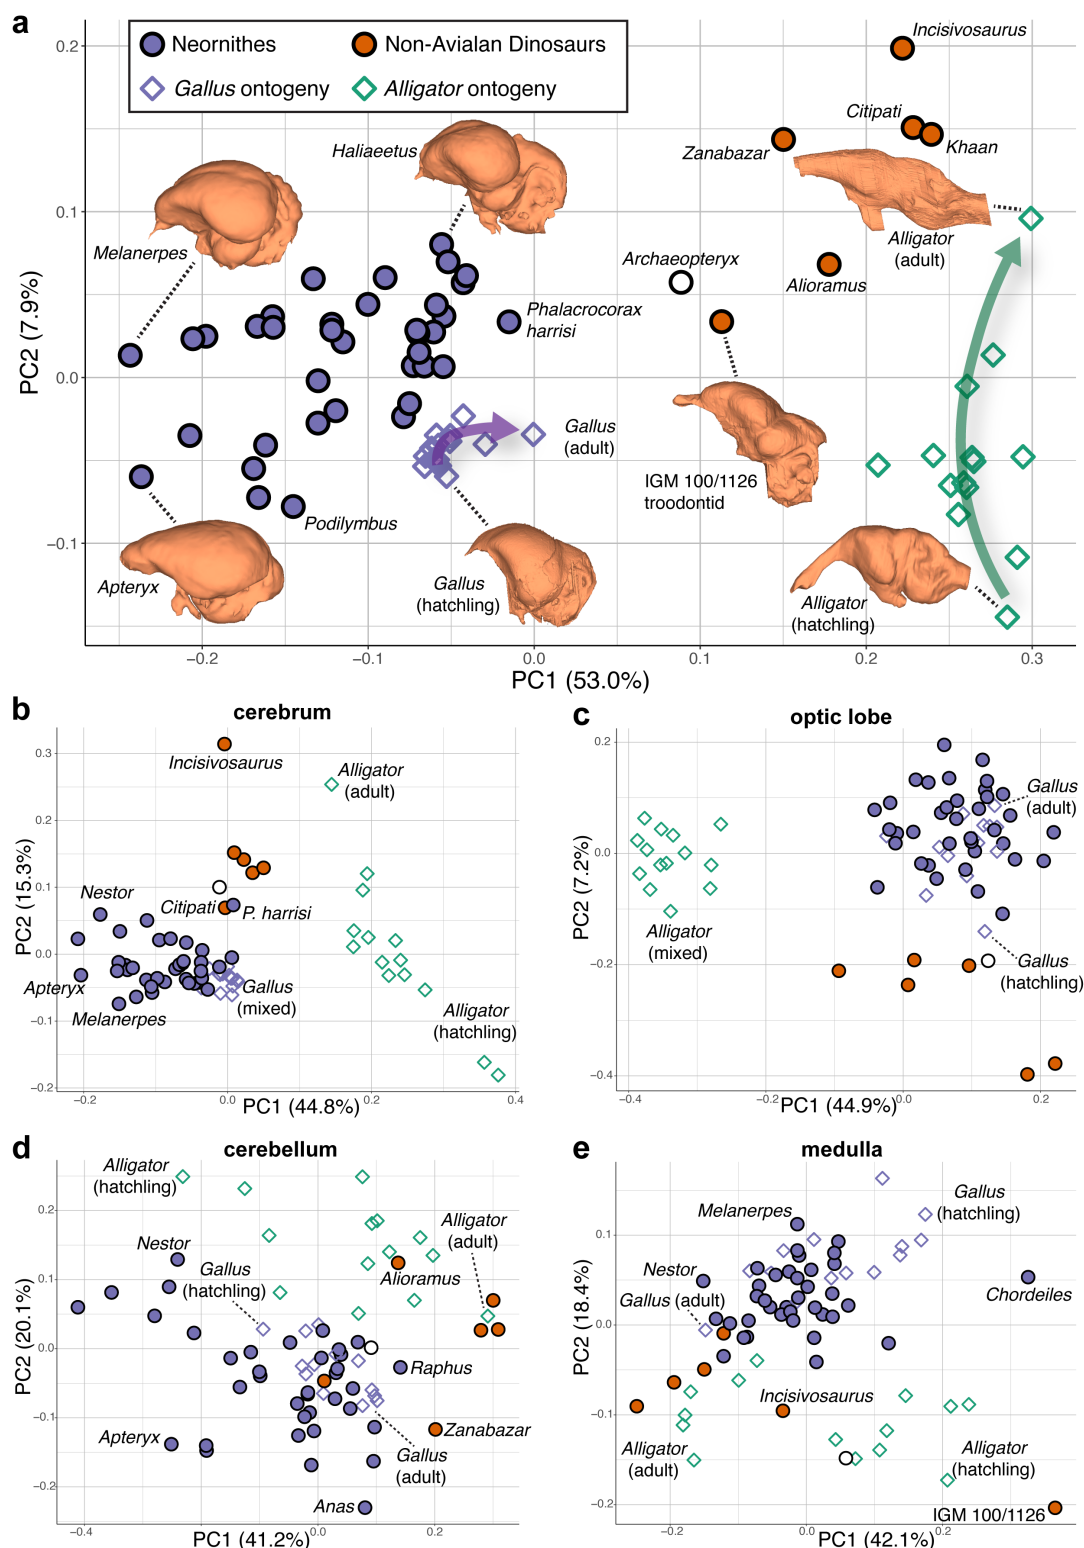 a
Neornithes
Non-Avialan Dinosaurs
Gallus ontogeny
Alligator ontogeny
Incisivosaurus
Citipati
Khaan
Zanabazar
Haliaeetus
Melanerpes
Alligator
(adult)
Archaeopteryx
Alioramus
Phalacrocorax
harrisi
Gallus
(adult)
IGM 100/1126
troodontid
Podilymbus
Apteryx
Gallus
(hatchling)
Alligator
(hatchling)
0.2
0.1
0.0
−0.1
PC2 (7.9%)
−0.2
−0.1
0.0
0.1
0.2
0.3
PC1 (53.0%)
b
cerebrum
Incisivosaurus
Alligator
(adult)
Nestor
Citipati
P. harrisi
Apteryx
Gallus
(mixed)
Melanerpes
Alligator
(hatchling)
0.3
0.2
0.1
0.0
−0.1
−0.2
PC2 (15.3%)
−0.2
0.0
0.2
0.4
PC1 (44.8%)
c
optic lobe
Gallus
(adult)
Alligator
(mixed)
Gallus
(hatchling)
0.2
0.0
−0.2
−0.4
PC2 (7.2%)
−0.4
−0.2
0.0
0.2
PC1 (44.9%)
d
cerebellum
Alligator
(hatchling)
Alligator
(adult)
Nestor
Gallus
(hatchling)
Alioramus
Raphus
Apteryx
Zanabazar
Gallus
(adult)
Anas
0.2
0.1
0.0
−0.1
−0.2
PC2 (20.1%)
−0.4
−0.2
0.0
0.2
PC1 (41.2%)
e
medulla
Melanerpes
Gallus
(hatchling)
Nestor
Gallus (adult)
Chordeiles
Incisivosaurus
Alligator
(adult)
Alligator
(hatchling)
IGM 100/1126
0.1
0.0
−0.1
−0.2
PC2 (18.4%)
−0.2
0.0
0.2
PC1 (42.1%)